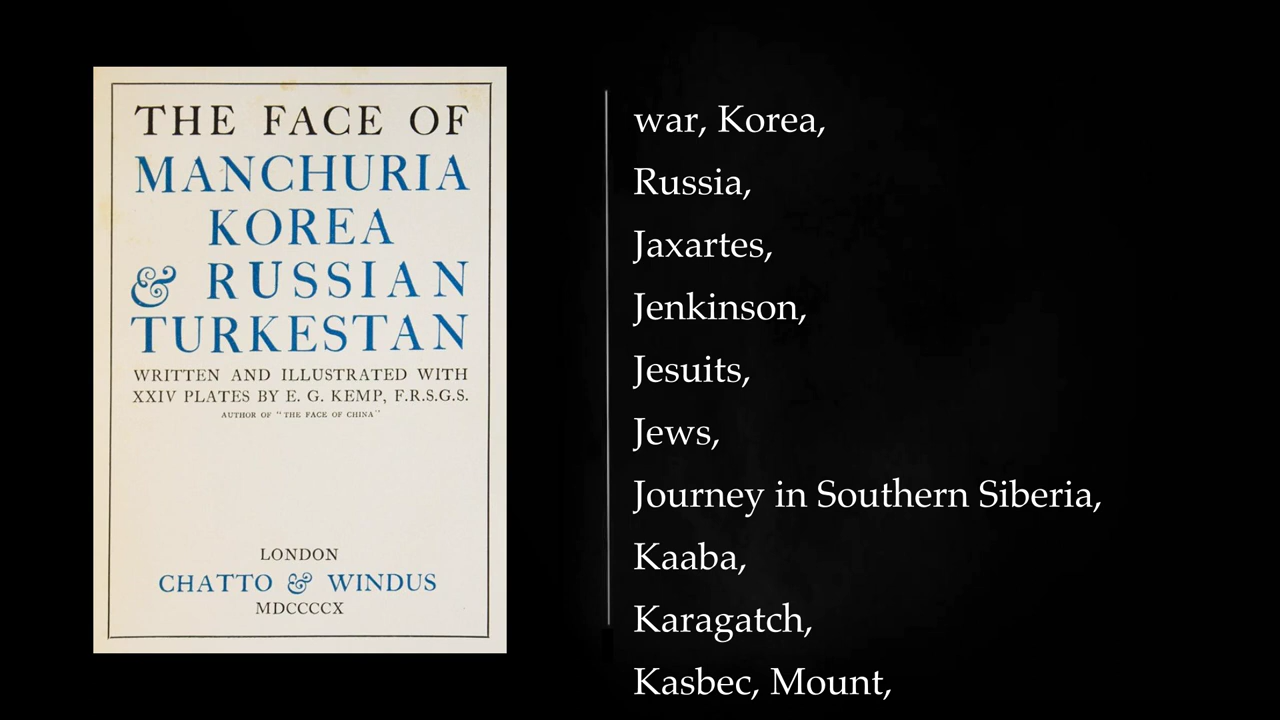 THE FACE OF
MANCHURIA
KOREA
& RUSSIAN
TURKESTAN
WRITTEN AND ILLUSTRATED WITH
XXIV PLATES BY E. G. KEMP, F.R.S.G.S.
AUTHOR OF "THE FACE OF CHINA"
LONDON
CHATTO & WINDUS
MDCCCCX
war, Korea,
Russia,
Jaxartes,
Jenkinson,
Jesuits,
Jews,
Journey in Southern Siberia,
Kaaba,
Karagatch,
Kasbec, Mount,